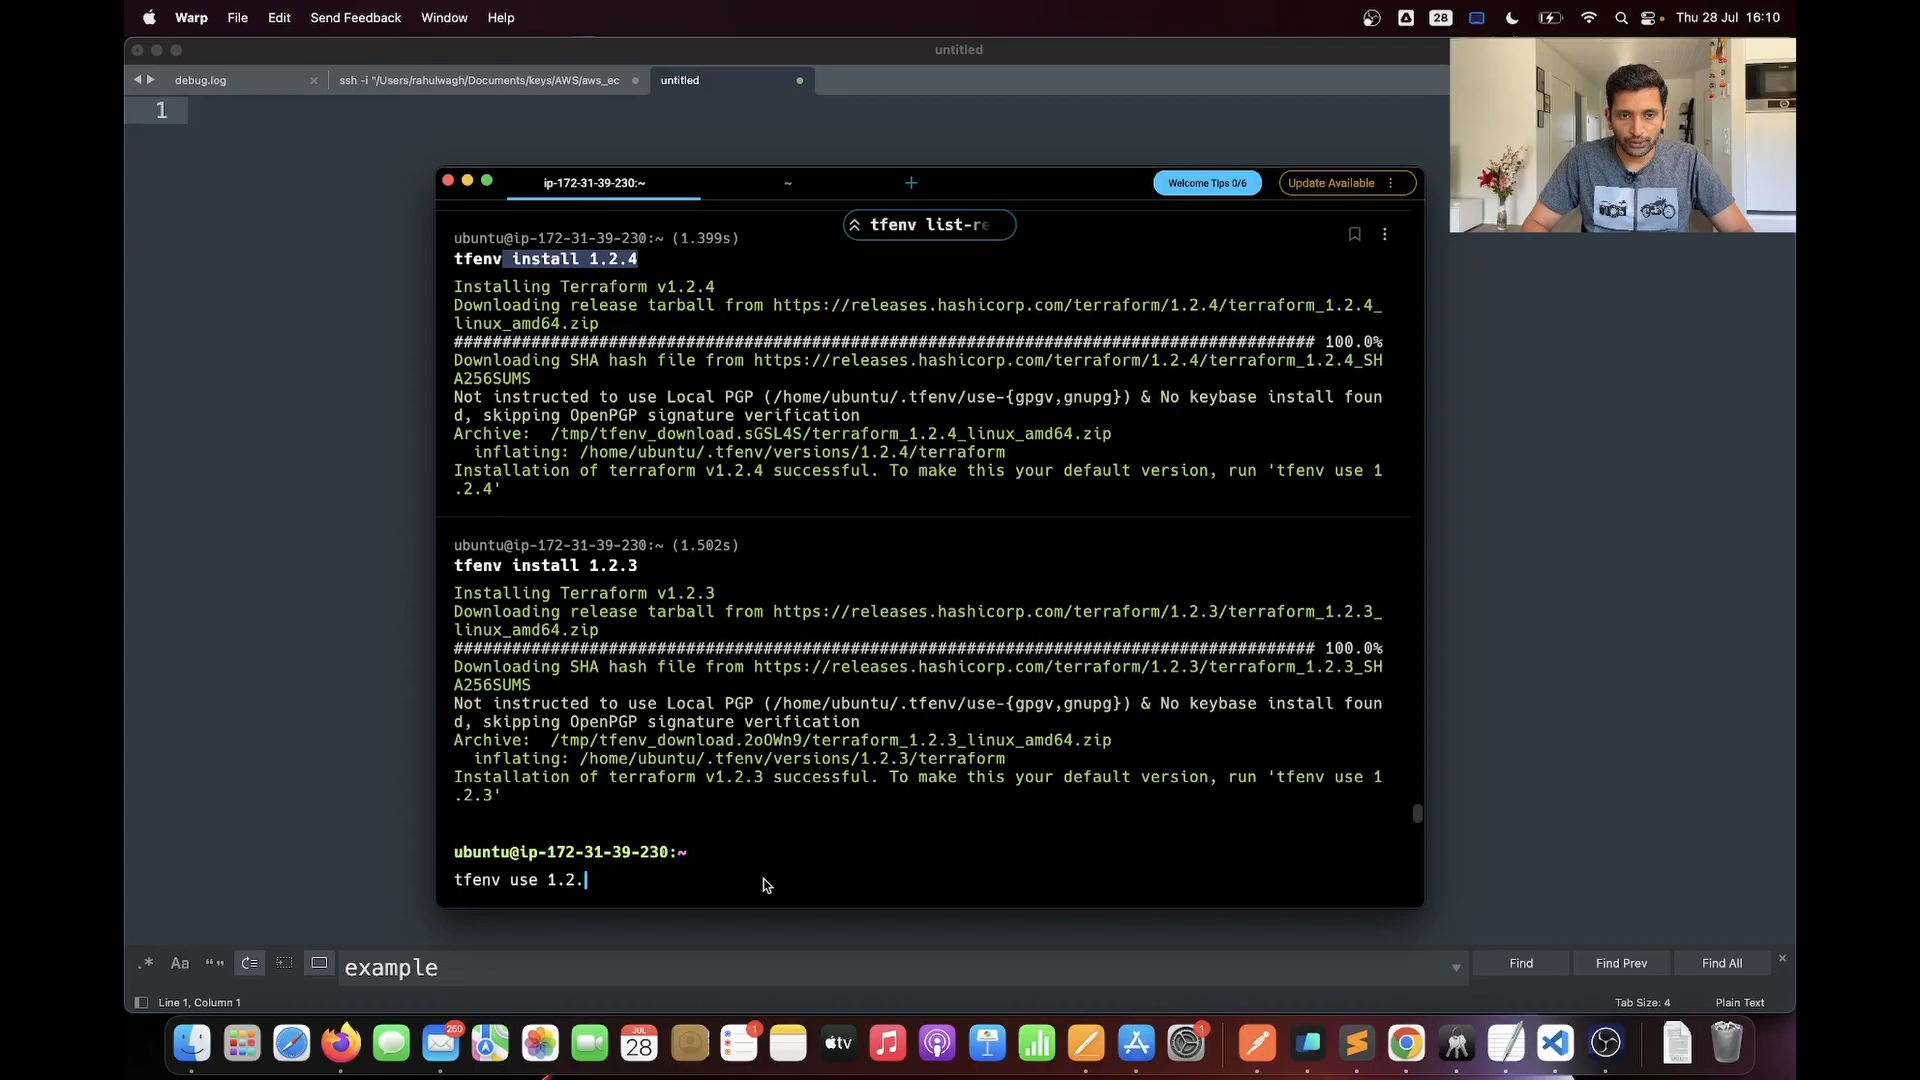 Warp File Edit Send Feedback Window Help
28
Thu 28 Jul 16:10
untitled
debug.log
ssh -i "/Users/rahulwagh/Documents/keys/AWS/aws_ec
untitled
1
ip-172-31-39-230:~
~
Welcome Tips 0/6
Update Available
tfenv list-re
ubuntu@ip-172-31-39-230:~ (1.399s)
tfenv install 1.2.4
Installing Terraform v1.2.4
Downloading release tarball from https://releases.hashicorp.com/terraform/1.2.4/terraform_1.2.4_
linux_amd64.zip
######################################################################################### 100.0%
Downloading SHA hash file from https://releases.hashicorp.com/terraform/1.2.4/terraform_1.2.4_SH
A256SUMS
Not instructed to use Local PGP (/home/ubuntu/.tfenv/use-{gpgv,gnupg}) & No keybase install foun
d, skipping OpenPGP signature verification
Archive:  /tmp/tfenv_download.sGSL4S/terraform_1.2.4_linux_amd64.zip
  inflating: /home/ubuntu/.tfenv/versions/1.2.4/terraform
Installation of terraform v1.2.4 successful. To make this your default version, run 'tfenv use 1
.2.4'
ubuntu@ip-172-31-39-230:~ (1.502s)
tfenv install 1.2.3
Installing Terraform v1.2.3
Downloading release tarball from https://releases.hashicorp.com/terraform/1.2.3/terraform_1.2.3_
linux_amd64.zip
######################################################################################### 100.0%
Downloading SHA hash file from https://releases.hashicorp.com/terraform/1.2.3/terraform_1.2.3_SH
A256SUMS
Not instructed to use Local PGP (/home/ubuntu/.tfenv/use-{gpgv,gnupg}) & No keybase install foun
d, skipping OpenPGP signature verification
Archive:  /tmp/tfenv_download.2oOWn9/terraform_1.2.3_linux_amd64.zip
  inflating: /home/ubuntu/.tfenv/versions/1.2.3/terraform
Installation of terraform v1.2.3 successful. To make this your default version, run 'tfenv use 1
.2.3'
ubuntu@ip-172-31-39-230:~
tfenv use 1.2.
.* Aa “” example
Find
Find Prev
Find All
Line 1, Column 1
Tab Size: 4
Plain Text
250
JUL
28
1
tv
1